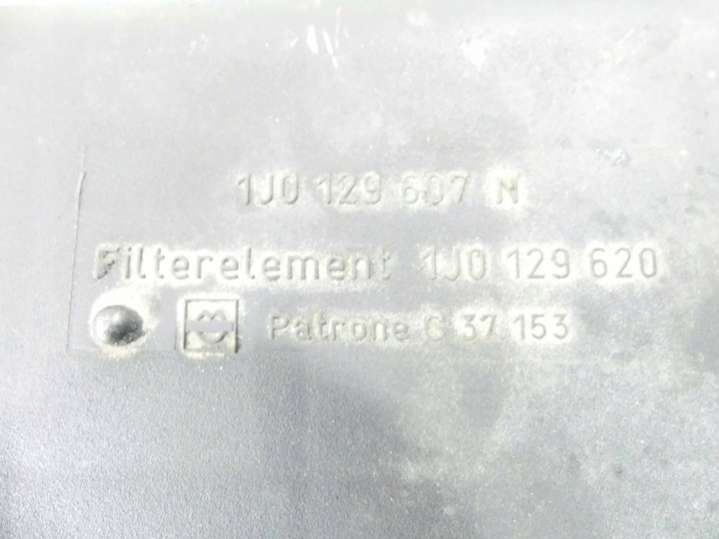 1J0 129 607 N
Filterelement 1J0 129 620
Patrone C 37 153